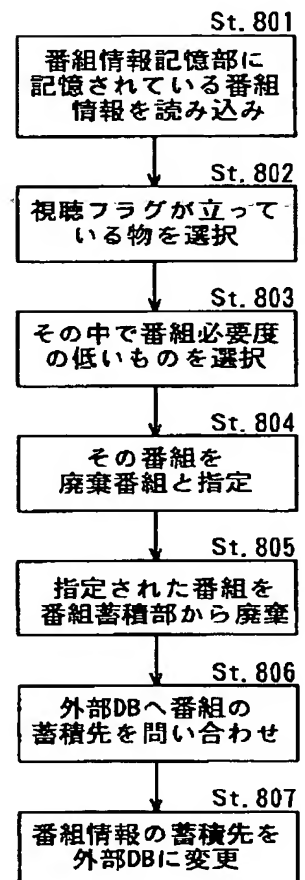 St. 801
番組情報記憶部に
記憶されている番組
情報を読み込み
St. 802
視聴フラグが立って
いる物を選択
St. 803
その中で番組必要度
の低いものを選択
St. 804
その番組を
廃棄番組と指定
St. 805
指定された番組を
番組蓄積部から廃棄
St. 806
外部DBへ番組の
蓄積先を問い合わせ
St. 807
番組情報の蓄積先を
外部DBに変更